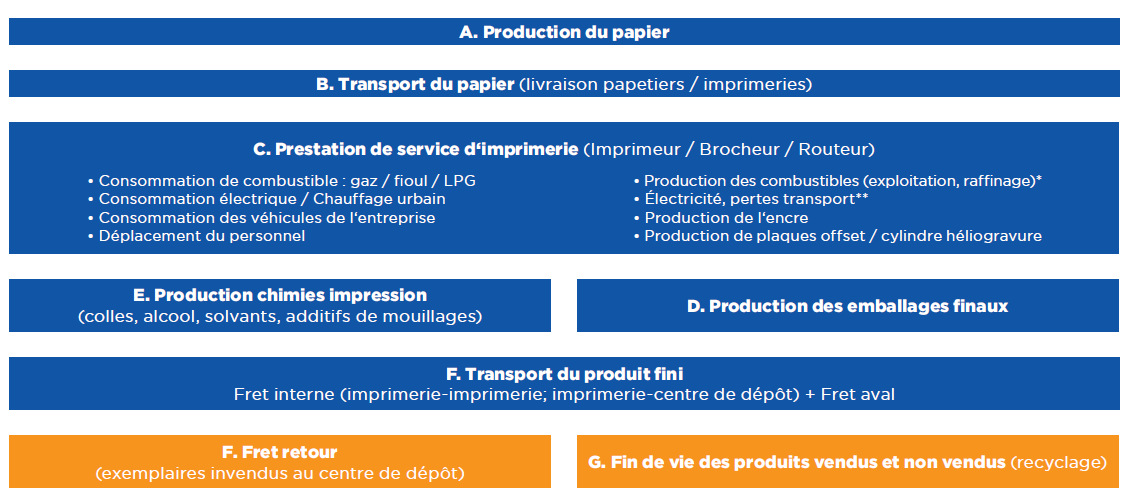 A. Production du papier
B. Transport du papier (livraison papetiers / imprimeries)
C. Prestation de service d‘imprimerie (Imprimeur / Brocheur / Routeur)
• Consommation de combustible : gaz / fioul / LPG
• Consommation électrique / Chauffage urbain
• Consommation des véhicules de l‘entreprise
• Déplacement du personnel
• Production des combustibles (exploitation, raffinage)*
• Électricité, pertes transport**
• Production de l‘encre
• Production de plaques offset / cylindre héliogravure
E. Production chimies impression
(colles, alcool, solvants, additifs de mouillages)
D. Production des emballages finaux
F. Transport du produit fini
Fret interne (imprimerie-imprimerie; imprimerie-centre de dépôt) + Fret aval
F. Fret retour
(exemplaires invendus au centre de dépôt)
G. Fin de vie des produits vendus et non vendus (recyclage)